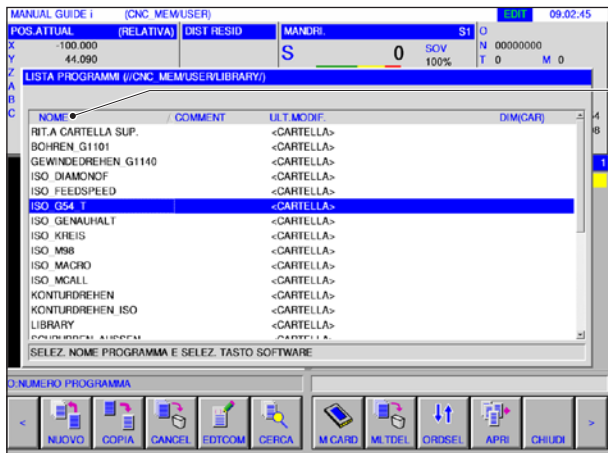 MANUAL GUIDE i (CNC_MEM/USER) EDIT 09:02:45
POS.ATTUAL (RELATIVA) DIST RESID MANDRI. S1 O
X -100.000 S 0 SOV N 00000000
Y 44.090 100% T 0 M 0
Z LISTA PROGRAMMI (//CNC_MEM/USER/LIBRARY/)
A
B
C NOME / COMMENT ULT.MODIF. DIM(CAR)
RIT.A CARTELLA SUP. <CARTELLA>
BOHREN_G1101 <CARTELLA>
GEWINDEDREHEN_G1140 <CARTELLA> 1
ISO_DIAMONOF <CARTELLA>
ISO_FEEDSPEED <CARTELLA>
ISO_G54_T <CARTELLA>
ISO_GENAUHALT <CARTELLA>
ISO_KREIS <CARTELLA>
ISO_M98 <CARTELLA>
ISO_MACRO <CARTELLA>
ISO_MCALL <CARTELLA>
KONTURDREHEN <CARTELLA>
KONTURDREHEN_ISO <CARTELLA>
LIBRARY <CARTELLA>
SELEZ. NOME PROGRAMMA E SELEZ. TASTO SOFTWARE
O:NUMERO PROGRAMMA
< NUOVO COPIA CANCEL EDTCOM CERCA M CARD MLTDEL ORDSEL APRI CHIUDI >